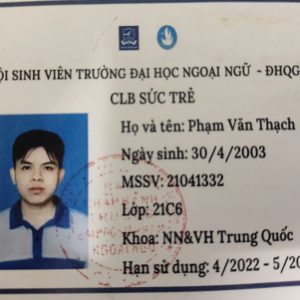 ỘI SINH VIÊN TRƯỜNG ĐẠI HỌC NGOẠI NGỮ - ĐHQG
CLB SỨC TRẺ
Họ và tên: Phạm Văn Thạch
Ngày sinh: 30/4/2003
MSSV: 21041332
Lớp: 21C6
Khoa: NN&VH Trung Quốc
Hạn sử dụng: 4/2022 - 5/20